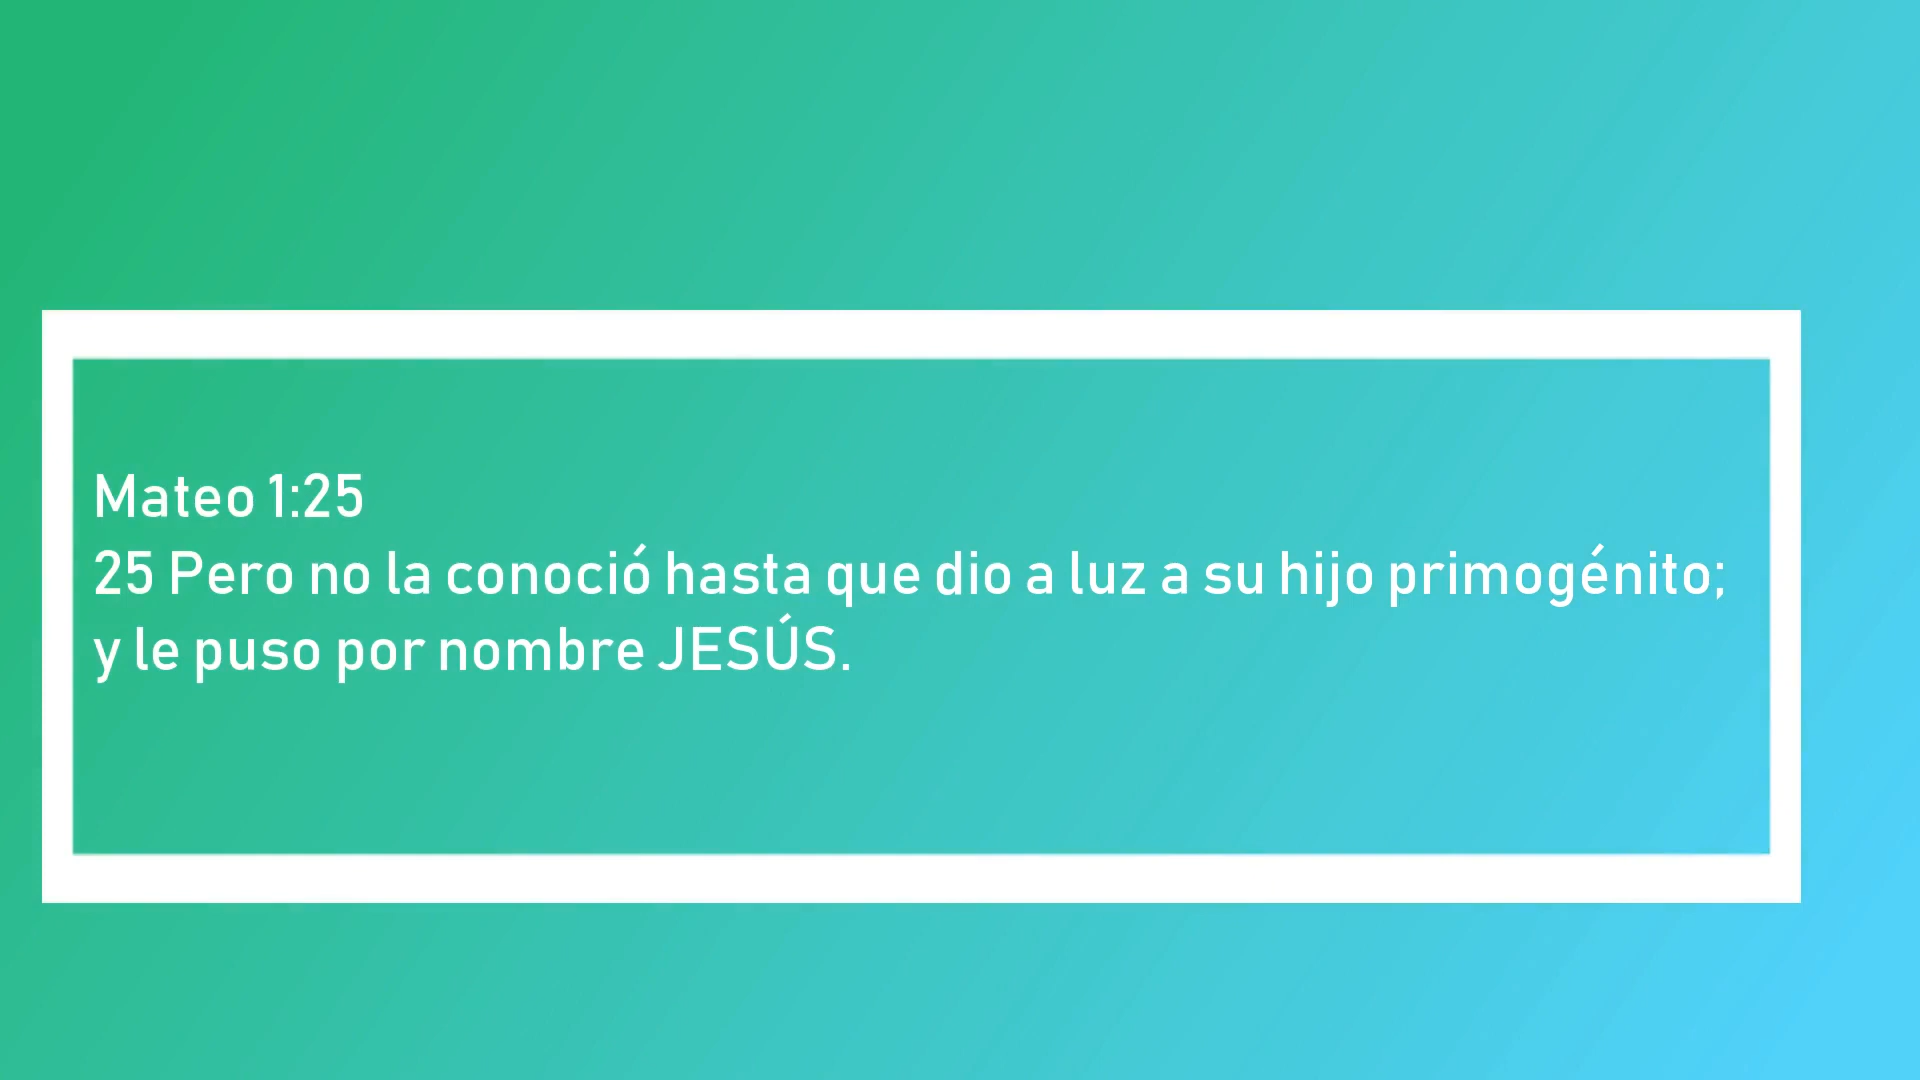 Mateo 1:25
25 Pero no la conoció hasta que dio a luz a su hijo primogénito;
y le puso por nombre JESÚS.